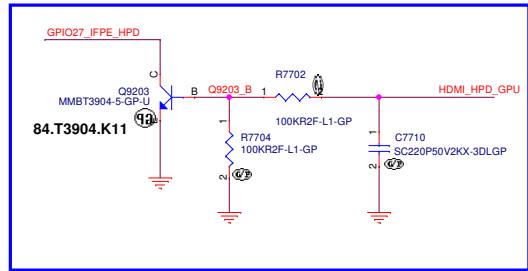 GPIO27_IFPE_HPD
C
Q9203
MMBT3904-5-GP-U
B
Q9203_B
1
R7702
HDMI_HPD_GPU
100KR2F-L1-GP
84.T3904.K11
GP
1
R7704
100KR2F-L1-GP
2
G/P
1
C7710
SC220P50V2KX-3DLGP
2
G/P